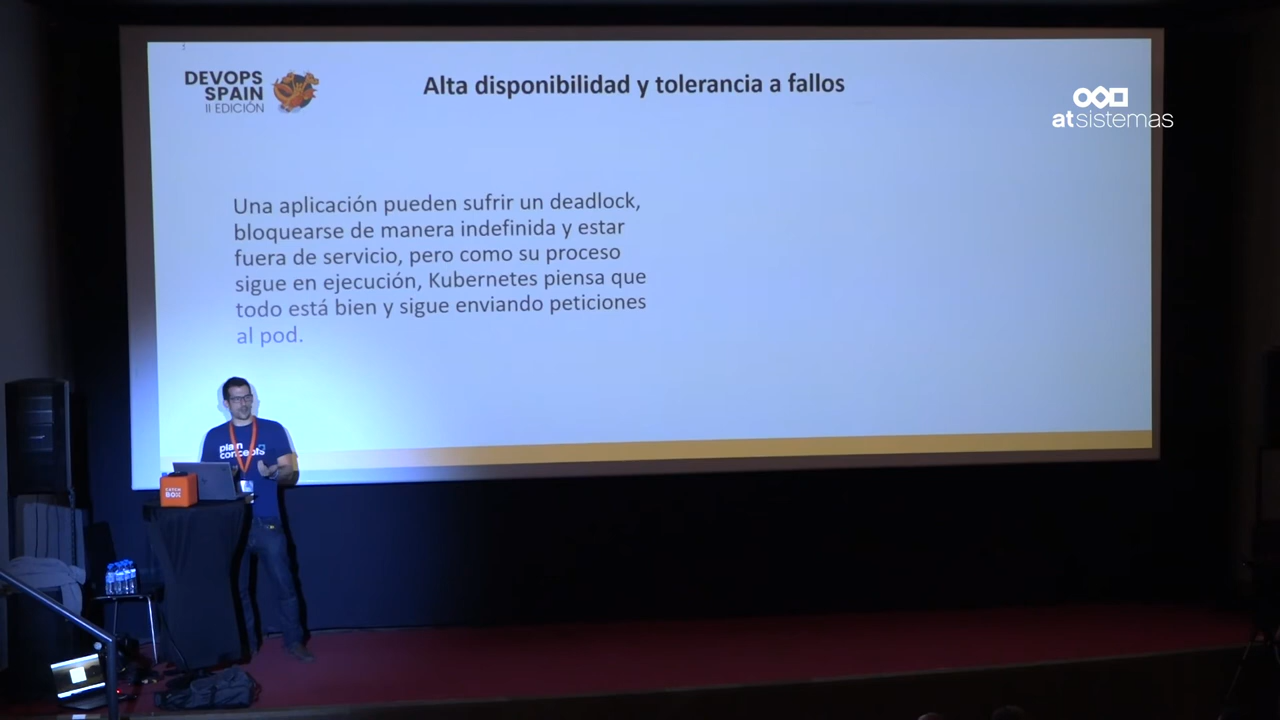 DEVOPS
SPAIN
II EDICIÓN
Alta disponibilidad y tolerancia a fallos
atsistemas
Una aplicación pueden sufrir un deadlock,
bloquearse de manera indefinida y estar
fuera de servicio, pero como su proceso
sigue en ejecución, Kubernetes piensa que
todo está bien y sigue enviando peticiones
al pod.
plain
concepts
CATCH
BOX